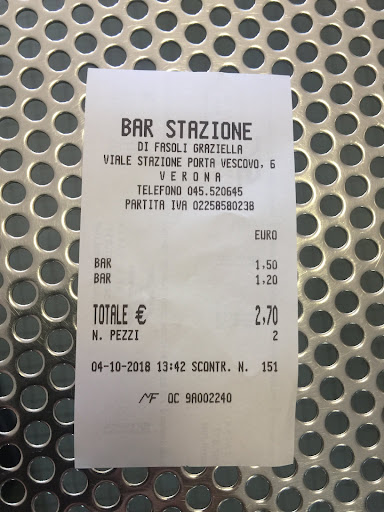 BAR STAZIONE
DI FASOLI GRAZIELLA
VIALE STAZIONE PORTA VESCOVO, 6
VERONA
TELEFONO 045.520645
PARTITA IVA 02258580238
EURO
BAR 1,50
BAR 1,20
TOTALE € 2,70
N. PEZZI 2
04-10-2018 13:42 SCONTR. N. 151
MF OC 9A002240